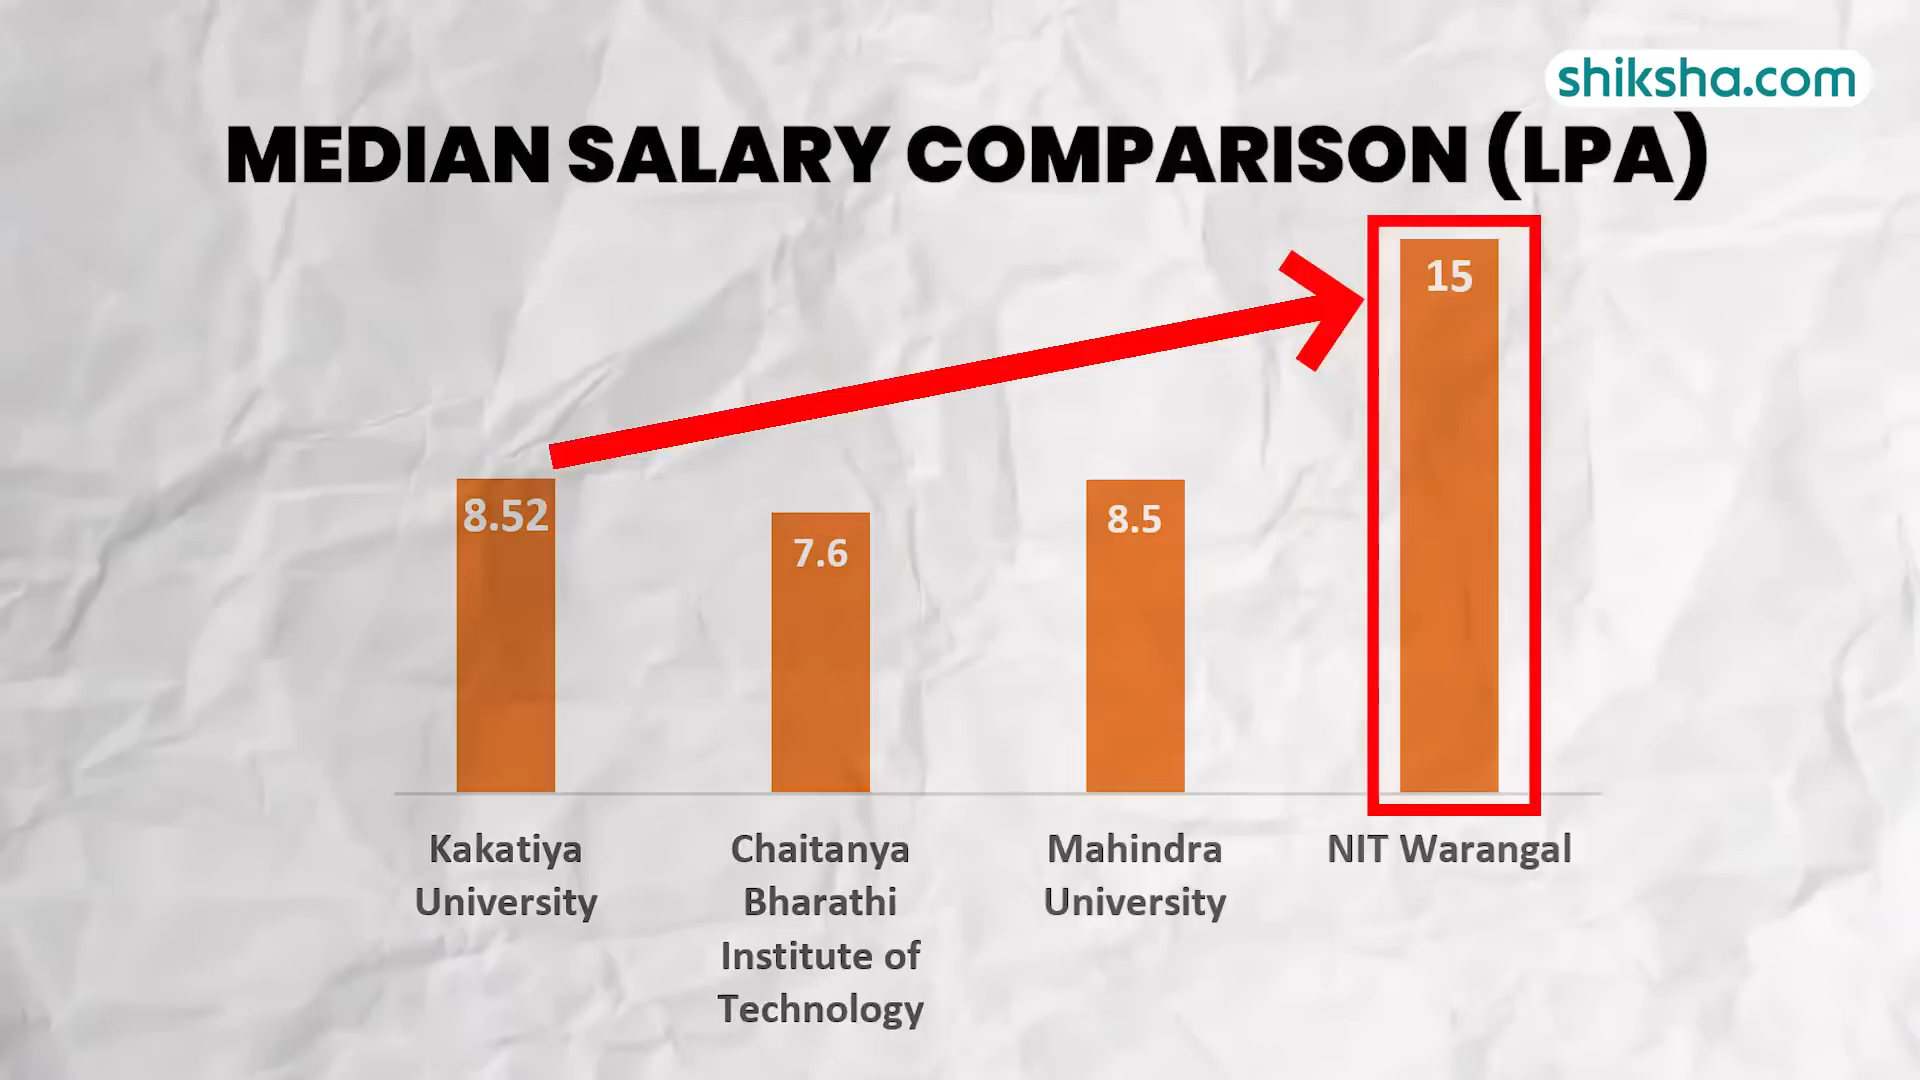 shiksha.com
MEDIAN SALARY COMPARISON (LPA)
15
8.52
7.6
8.5
Kakatiya
University
Chaitanya
Bharathi
Institute of
Technology
Mahindra
University
NIT Warangal